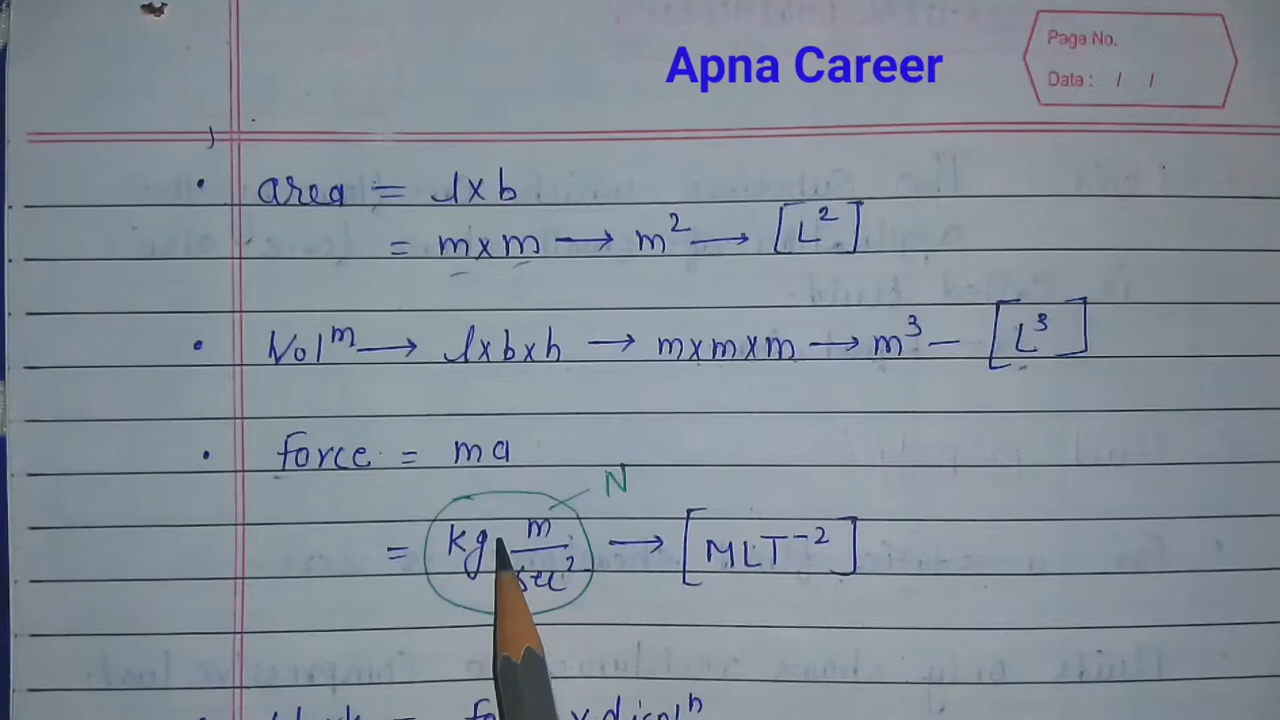 Apna Career
Page No.
Data : / /
• area = l×b
= m×m → m² → [L²]
• Volᵐ → l×b×h → m×m×m → m³ – [L³]
• force = ma
N
= kg m/sec² → [MLT⁻²]